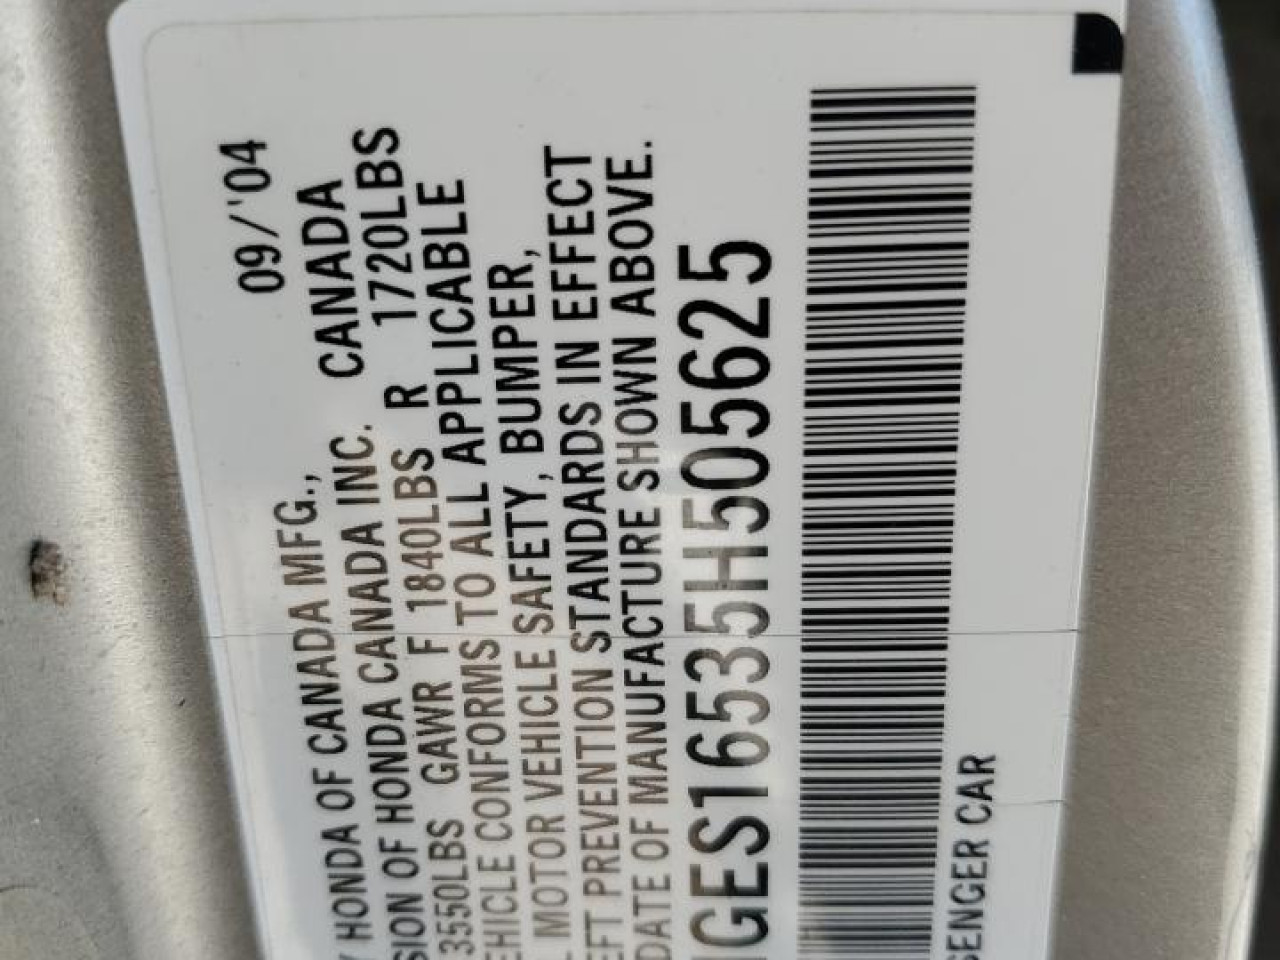 09/'04
HONDA OF CANADA MFG., CANADA
SION OF HONDA CANADA INC.
3550LBS GAWR F 1840LBS R 1720LBS
EHICLE CONFORMS TO ALL APPLICABLE
MOTOR VEHICLE SAFETY, BUMPER,
EFT PREVENTION STANDARDS IN EFFECT
DATE OF MANUFACTURE SHOWN ABOVE.
GES16535H505625
SENGER CAR